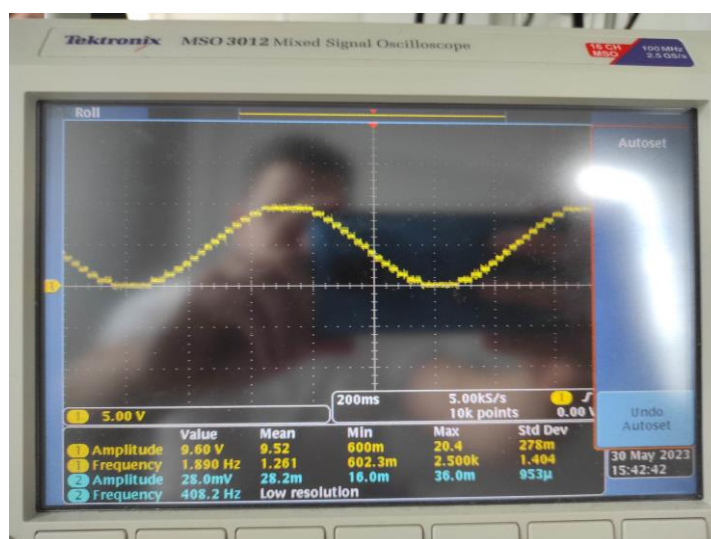 Tektronix MSO 3012 Mixed Signal Oscilloscope
16 CH MSO
100 MHz
2.5 GS/s
Roll
Autoset
1
1 5.00 V
200ms 5.00kS/s 1
10k points 0.00 V
Undo Autoset
Value Mean Min Max Std Dev
1 Amplitude 9.60 V 9.52 600m 20.4 278m
1 Frequency 1.890 Hz 1.261 602.3m 2.500k 1.404
2 Amplitude 28.0mV 28.2m 16.0m 36.0m 953µ
2 Frequency 408.2 Hz Low resolution
30 May 2023
15:42:42